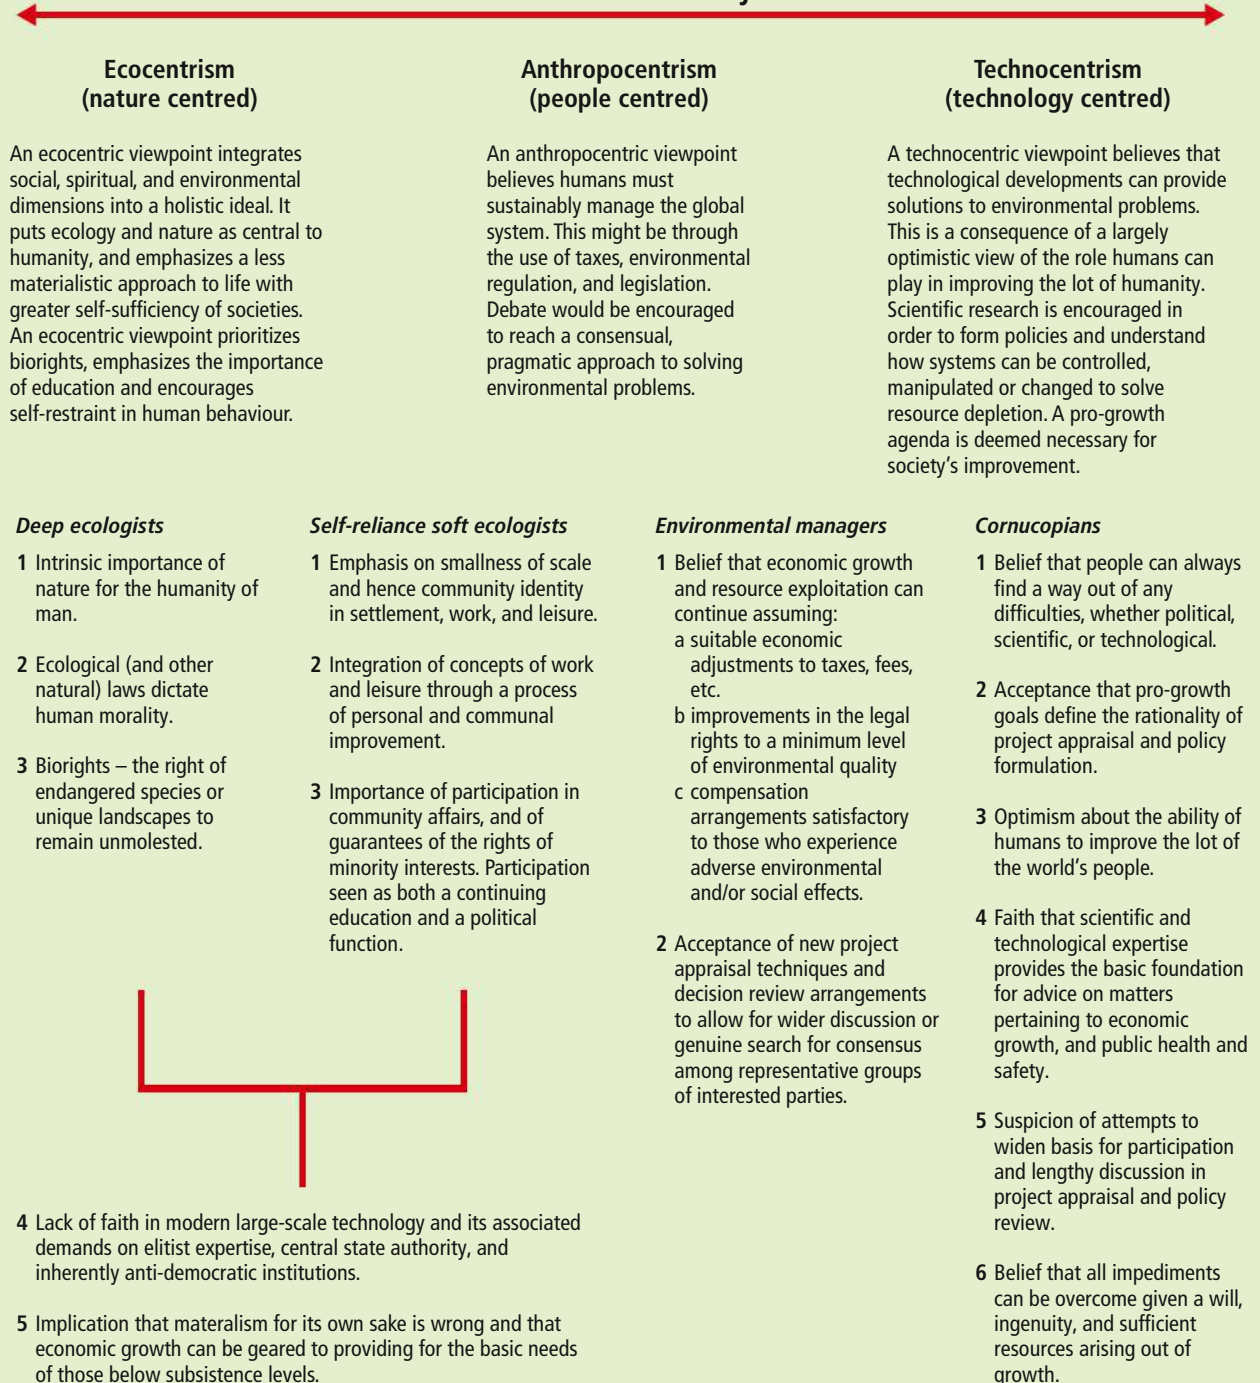 Ecocentrism
(nature centred)
An ecocentric viewpoint integrates
social, spiritual, and environmental
dimensions into a holistic ideal. It
puts ecology and nature as central to
humanity, and emphasizes a less
materialistic approach to life with
greater self-sufficiency of societies.
An ecocentric viewpoint prioritizes
biorights, emphasizes the importance
of education and encourages
self-restraint in human behaviour.
Anthropocentrism
(people centred)
An anthropocentric viewpoint
believes humans must
sustainably manage the global
system. This might be through
the use of taxes, environmental
regulation, and legislation.
Debate would be encouraged
to reach a consensual,
pragmatic approach to solving
environmental problems.
Technocentrism
(technology centred)
A technocentric viewpoint believes that
technological developments can provide
solutions to environmental problems.
This is a consequence of a largely
optimistic view of the role humans can
play in improving the lot of humanity.
Scientific research is encouraged in
order to form policies and understand
how systems can be controlled,
manipulated or changed to solve
resource depletion. A pro-growth
agenda is deemed necessary for
society's improvement.
Deep ecologists
1 Intrinsic importance of
nature for the humanity of
man.
2 Ecological (and other
natural) laws dictate
human morality.
3 Biorights – the right of
endangered species or
unique landscapes to
remain unmolested.
Self-reliance soft ecologists
1 Emphasis on smallness of scale
and hence community identity
in settlement, work, and leisure.
2 Integration of concepts of work
and leisure through a process
of personal and communal
improvement.
3 Importance of participation in
community affairs, and of
guarantees of the rights of
minority interests. Participation
seen as both a continuing
education and a political
function.
4 Lack of faith in modern large-scale technology and its associated
demands on elitist expertise, central state authority, and
inherently anti-democratic institutions.
5 Implication that materalism for its own sake is wrong and that
economic growth can be geared to providing for the basic needs
of those below subsistence levels.
Environmental managers
1 Belief that economic growth
and resource exploitation can
continue assuming:
a suitable economic
adjustments to taxes, fees,
etc.
b improvements in the legal
rights to a minimum level
of environmental quality
c compensation
arrangements satisfactory
to those who experience
adverse environmental
and/or social effects.
2 Acceptance of new project
appraisal techniques and
decision review arrangements
to allow for wider discussion or
genuine search for consensus
among representative groups
of interested parties.
Cornucopians
1 Belief that people can always
find a way out of any
difficulties, whether political,
scientific, or technological.
2 Acceptance that pro-growth
goals define the rationality of
project appraisal and policy
formulation.
3 Optimism about the ability of
humans to improve the lot of
the world's people.
4 Faith that scientific and
technological expertise
provides the basic foundation
for advice on matters
pertaining to economic
growth, and public health and
safety.
5 Suspicion of attempts to
widen basis for participation
and lengthy discussion in
project appraisal and policy
review.
6 Belief that all impediments
can be overcome given a will,
ingenuity, and sufficient
resources arising out of
growth.